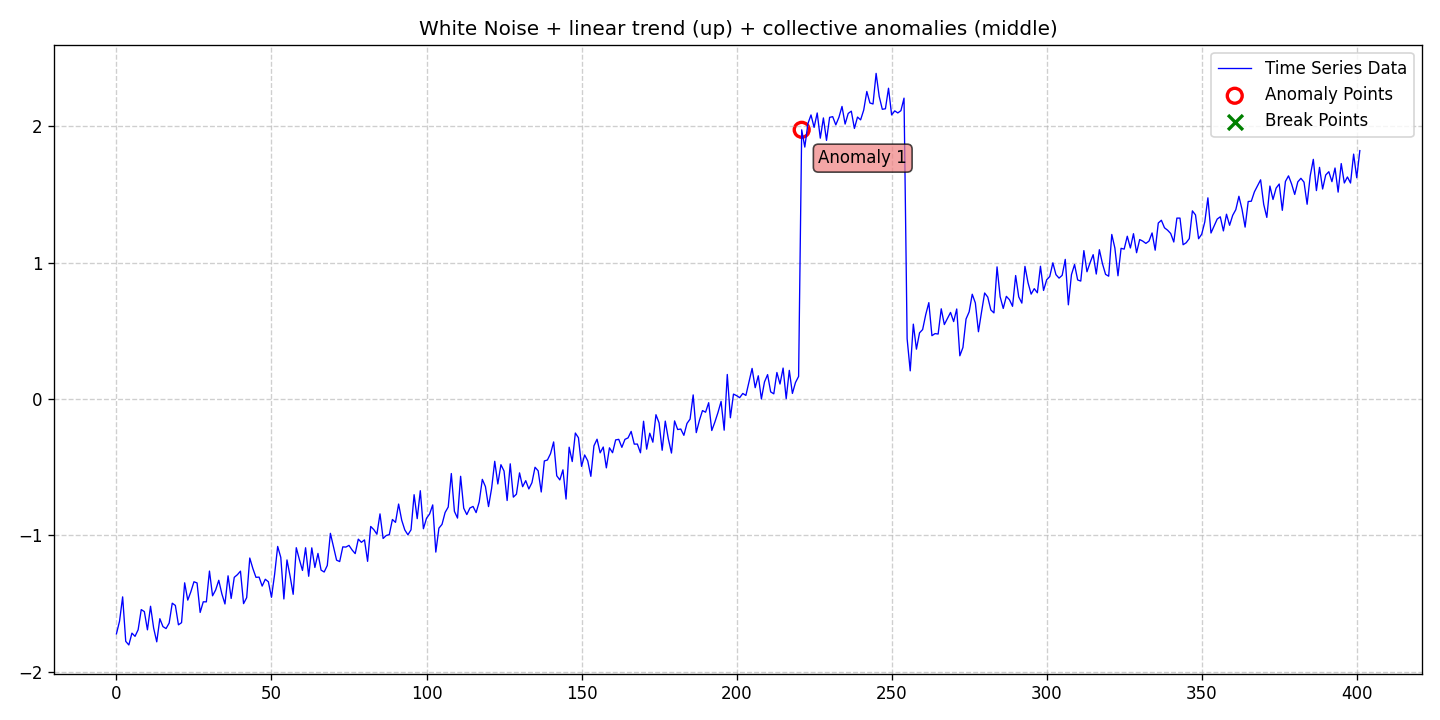 White Noise + linear trend (up) + collective anomalies (middle)
Time Series Data
Anomaly Points
Break Points
Anomaly 1
2
1
0
−1
−2
0 50 100 150 200 250 300 350 400